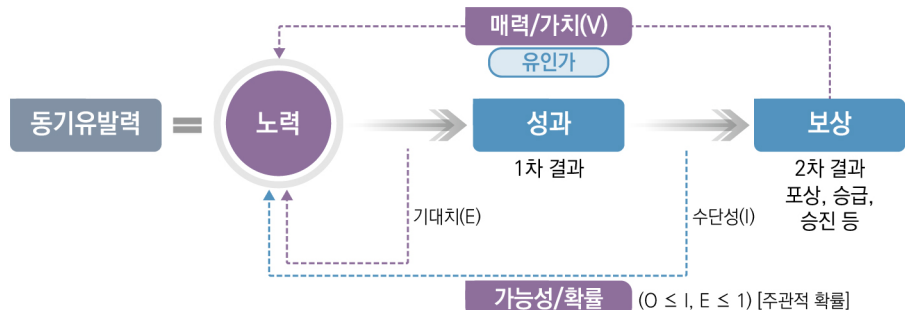 매력/가치(V)
유인가
동기유발력 = 노력
성과
보상
1차 결과
2차 결과
포상, 승급,
승진 등
기대치(E)
수단성(I)
가능성/확률 (O ≤ I, E ≤ 1) [주관적 확률]